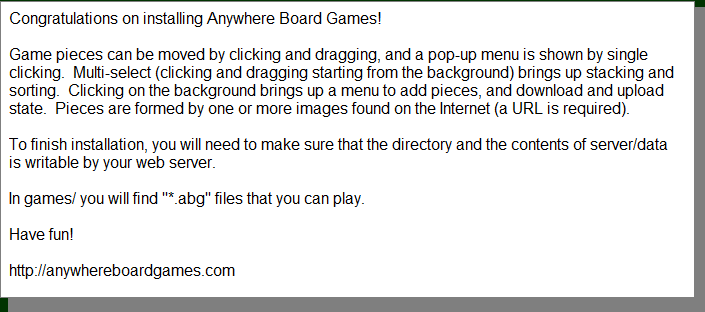 Congratulations on installing Anywhere Board Games!
Game pieces can be moved by clicking and dragging, and a pop-up menu is shown by single
clicking.  Multi-select (clicking and dragging starting from the background) brings up stacking and
sorting.  Clicking on the background brings up a menu to add pieces, and download and upload
state.  Pieces are formed by one or more images found on the Internet (a URL is required).
To finish installation, you will need to make sure that the directory and the contents of server/data
is writable by your web server.
In games/ you will find "*.abg" files that you can play.
Have fun!
http://anywhereboardgames.com